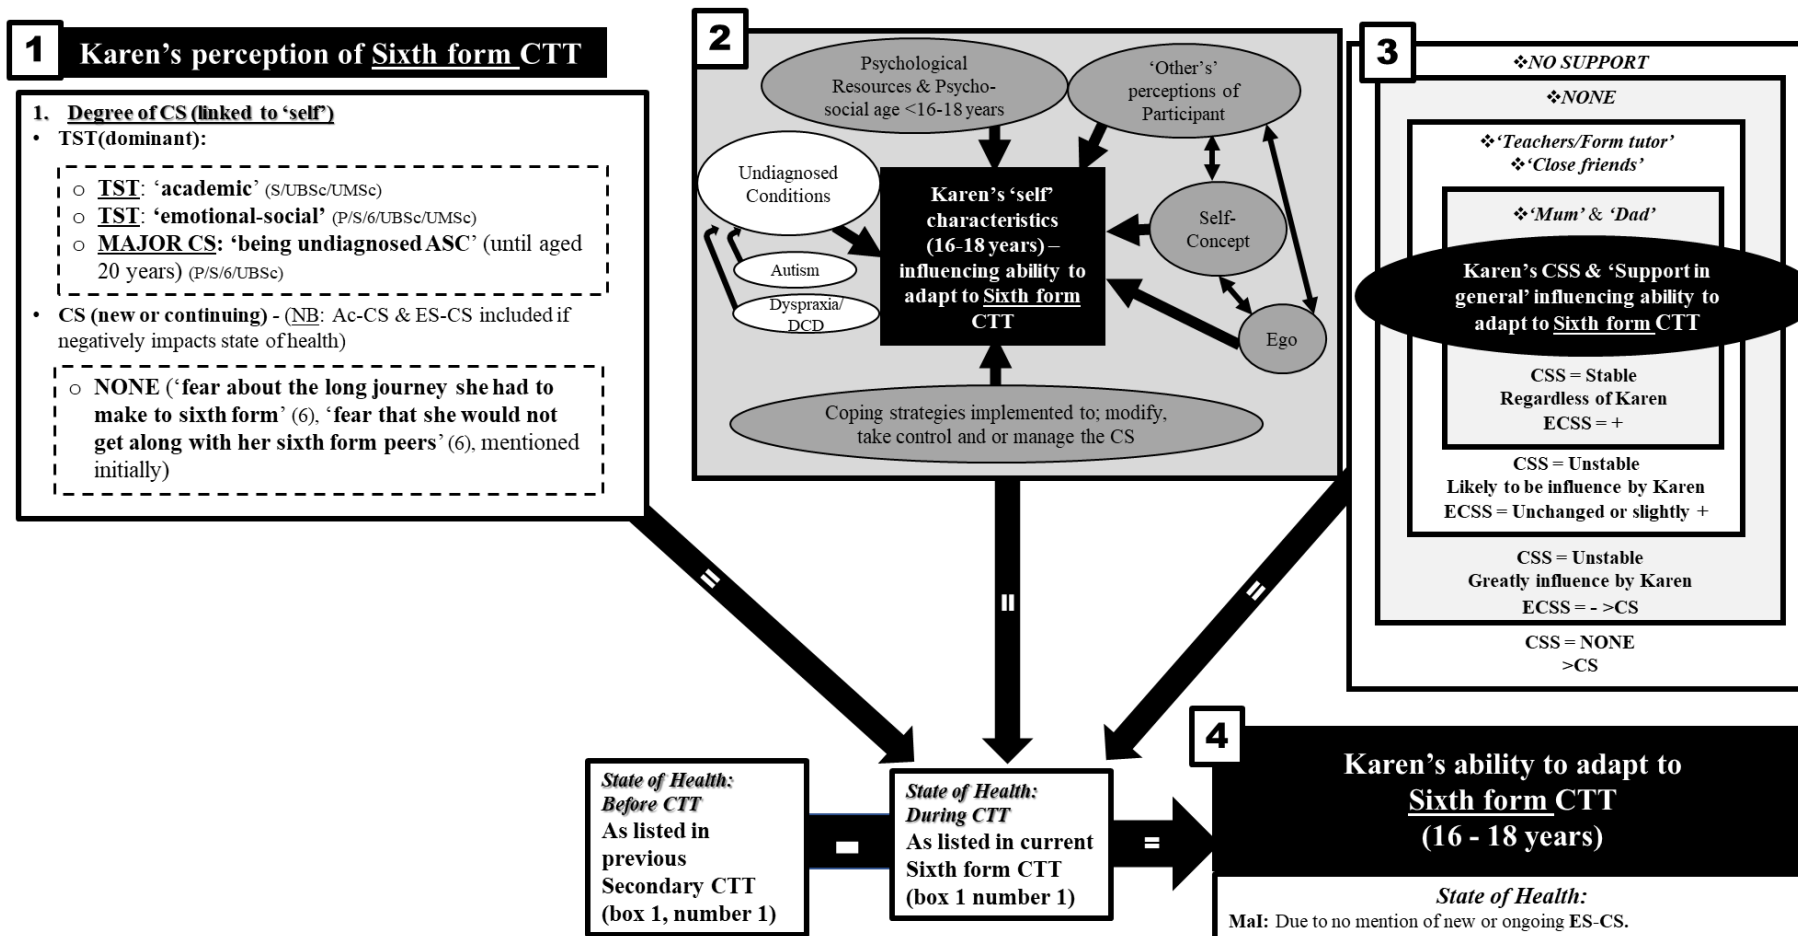 1
Karen’s perception of Sixth form CTT
1. Degree of CS (linked to ‘self’)
• TST(dominant):
o TST: ‘academic’ (S/UBSc/UMSc)
o TST: ‘emotional-social’ (P/S/6/UBSc/UMSc)
o MAJOR CS: ‘being undiagnosed ASC’ (until aged
20 years) (P/S/6/UBSc)
• CS (new or continuing) - (NB: Ac-CS & ES-CS included if
negatively impacts state of health)
o NONE (‘fear about the long journey she had to
make to sixth form’ (6), ‘fear that she would not
get along with her sixth form peers’ (6), mentioned
initially)
2
Psychological
Resources & Psycho-
social age <16-18 years
‘Other’s’
perceptions of
Participant
Undiagnosed
Conditions
Autism
Dyspraxia/
DCD
Karen’s ‘self’
characteristics
(16-18 years) –
influencing ability to
adapt to Sixth form
CTT
Self-
Concept
Ego
Coping strategies implemented to; modify,
take control and or manage the CS
3
❖NO SUPPORT
❖NONE
❖‘Teachers/Form tutor’
❖‘Close friends’
❖‘Mum’ & ‘Dad’
Karen’s CSS & ‘Support in
general’ influencing ability to
adapt to Sixth form CTT
CSS = Stable
Regardless of Karen
ECSS = +
CSS = Unstable
Likely to be influence by Karen
ECSS = Unchanged or slightly +
CSS = Unstable
Greatly influence by Karen
ECSS = - >CS
CSS = NONE
>CS
=
=
=
State of Health:
Before CTT
As listed in
previous
Secondary CTT
(box 1, number 1)
-
State of Health:
During CTT
As listed in current
Sixth form CTT
(box 1 number 1)
=
4
Karen’s ability to adapt to
Sixth form CTT
(16 - 18 years)
State of Health:
MaI: Due to no mention of new or ongoing ES-CS.